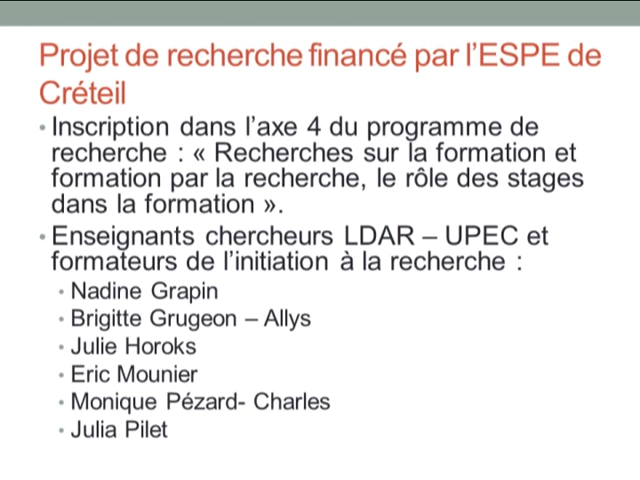 Projet de recherche financé par l'ESPE de
Créteil
• Inscription dans l'axe 4 du programme de
recherche : « Recherches sur la formation et
formation par la recherche, le rôle des stages
dans la formation ».
• Enseignants chercheurs LDAR – UPEC et
formateurs de l'initiation à la recherche :
• Nadine Grapin
• Brigitte Grugeon – Allys
• Julie Horoks
• Eric Mounier
• Monique Pézard- Charles
• Julia Pilet